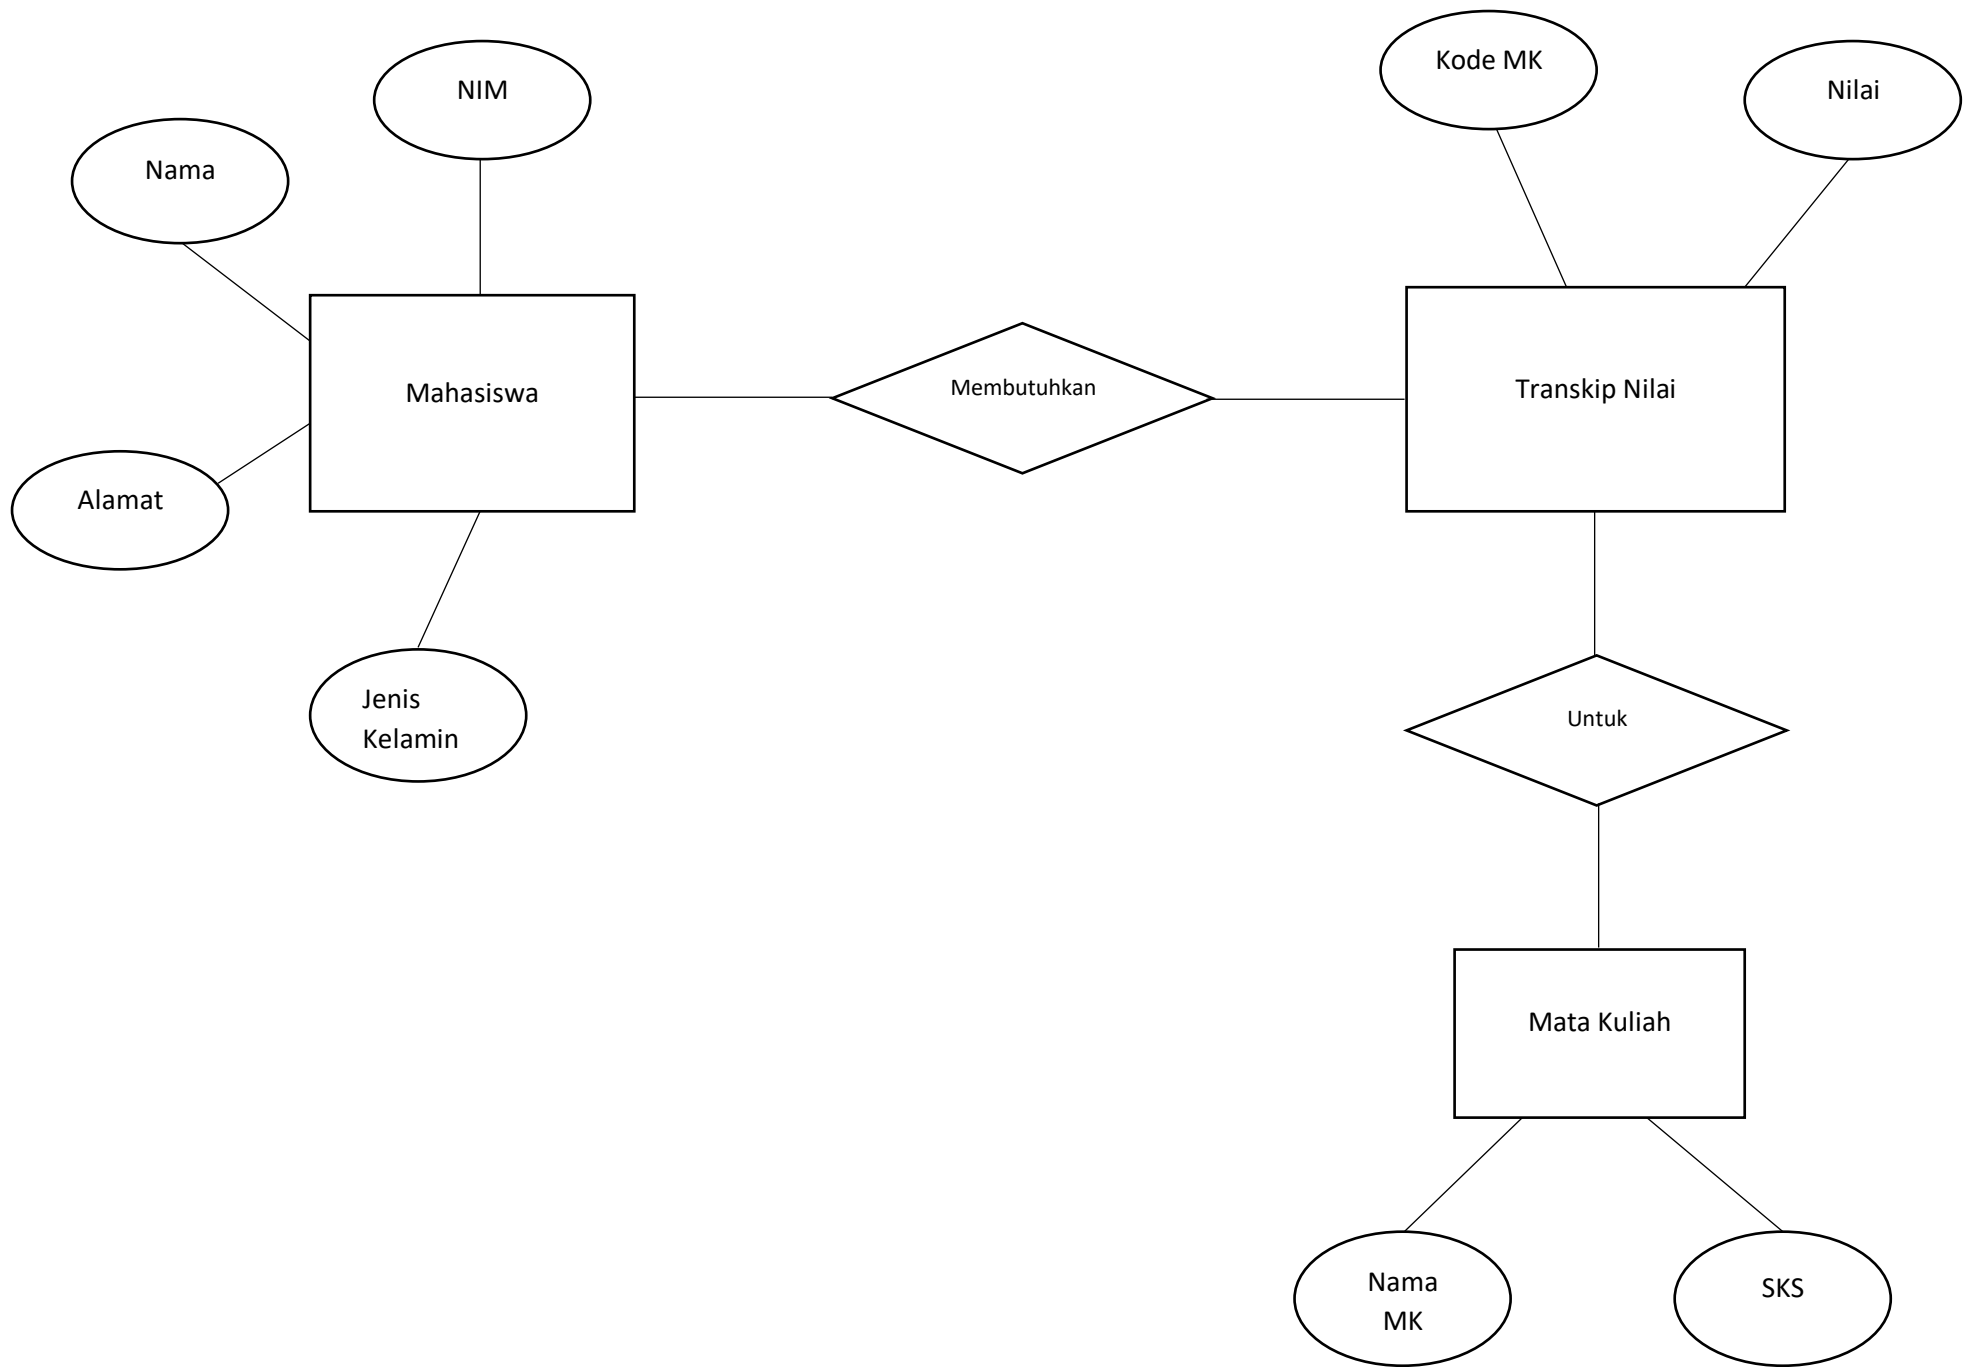 Kode MK
NIM
Nilai
Nama
Mahasiswa
Membutuhkan
Transkip Nilai
Alamat
Jenis
Kelamin
Untuk
Mata Kuliah
Nama
MK
SKS